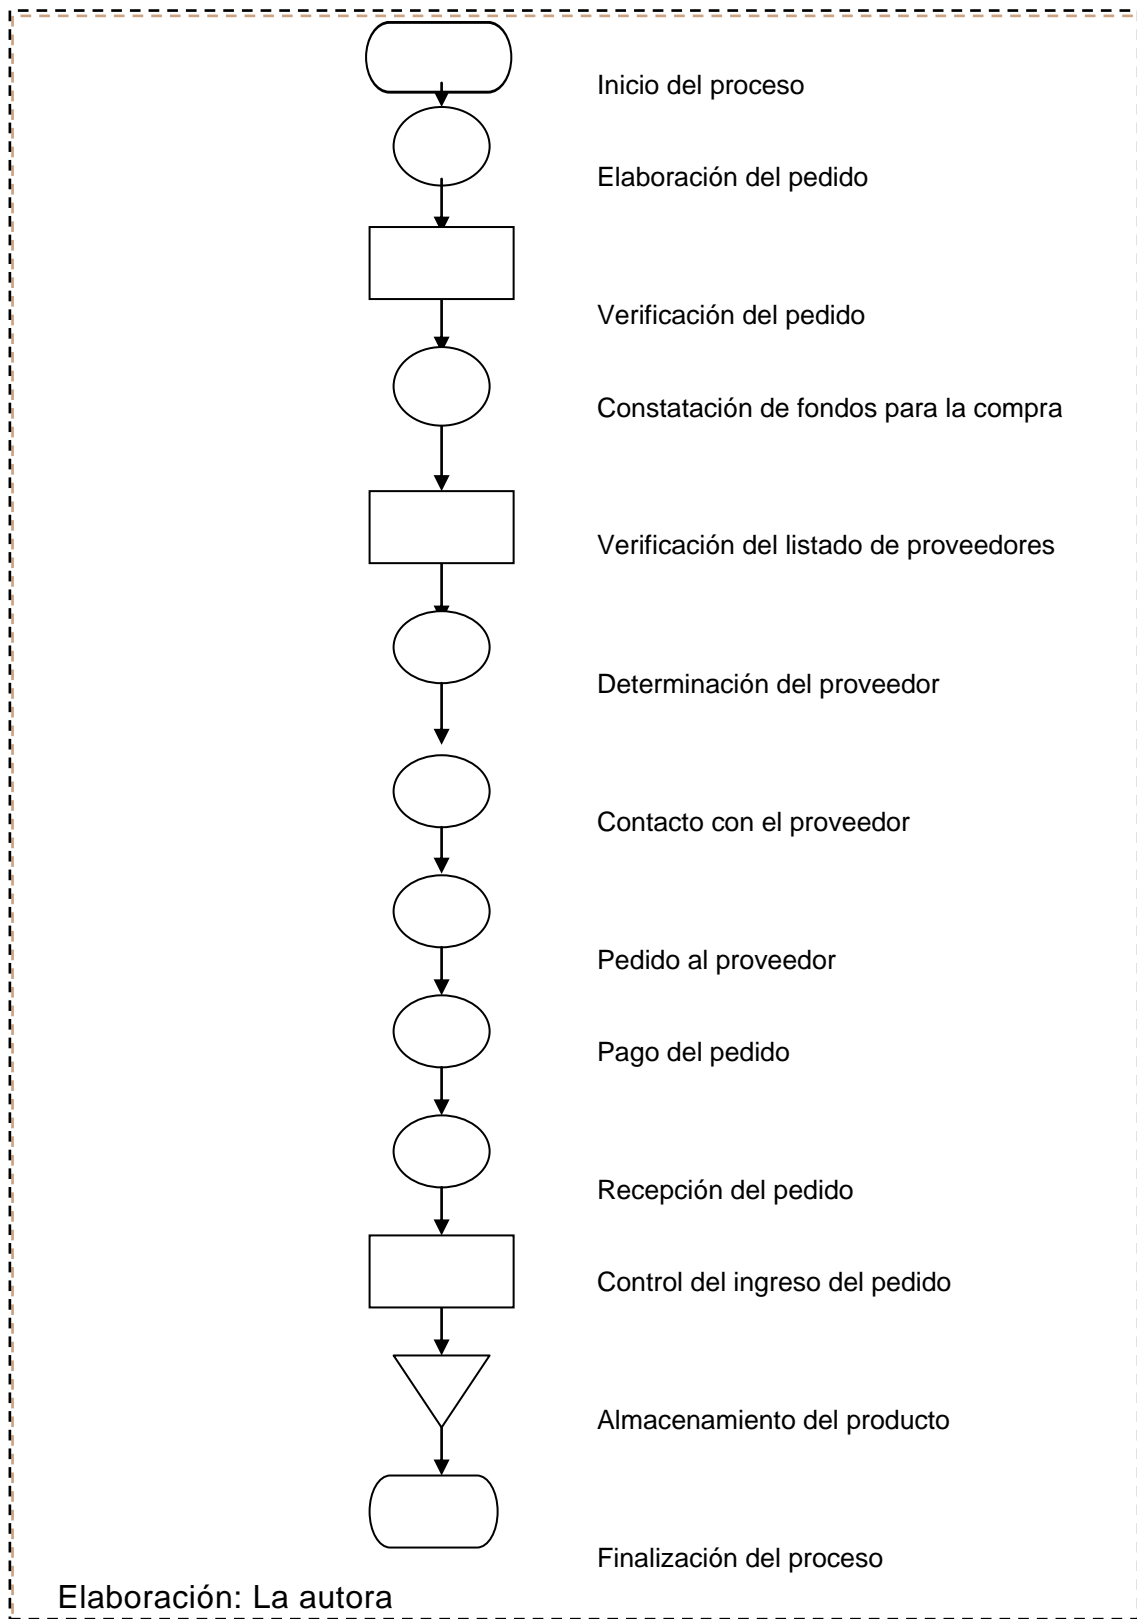 Inicio del proceso
Elaboración del pedido
Verificación del pedido
Constatación de fondos para la compra
Verificación del listado de proveedores
Determinación del proveedor
Contacto con el proveedor
Pedido al proveedor
Pago del pedido
Recepción del pedido
Control del ingreso del pedido
Almacenamiento del producto
Finalización del proceso
Elaboración: La autora